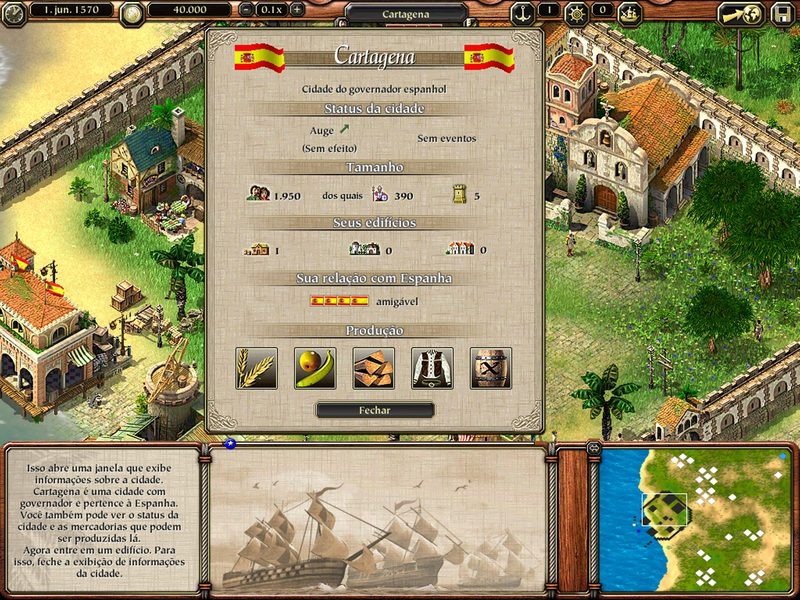 1. jun. 1570
40.000
0.1x
Cartagena
1
0
Cartagena
Cidade do governador espanhol
Status da cidade
Auge
(Sem efeito)
Sem eventos
Tamanho
1.950 dos quais 390 5
Seus edifícios
1 0 0
Sua relação com Espanha
amigável
Produção
Fechar
Isso abre uma janela que exibe
informações sobre a cidade.
Cartagena é uma cidade com
governador e pertence à Espanha.
Você também pode ver o status da
cidade e as mercadorias que podem
ser produzidas lá.
Agora entre em um edifício. Para
isso, feche a exibição de informações
da cidade.